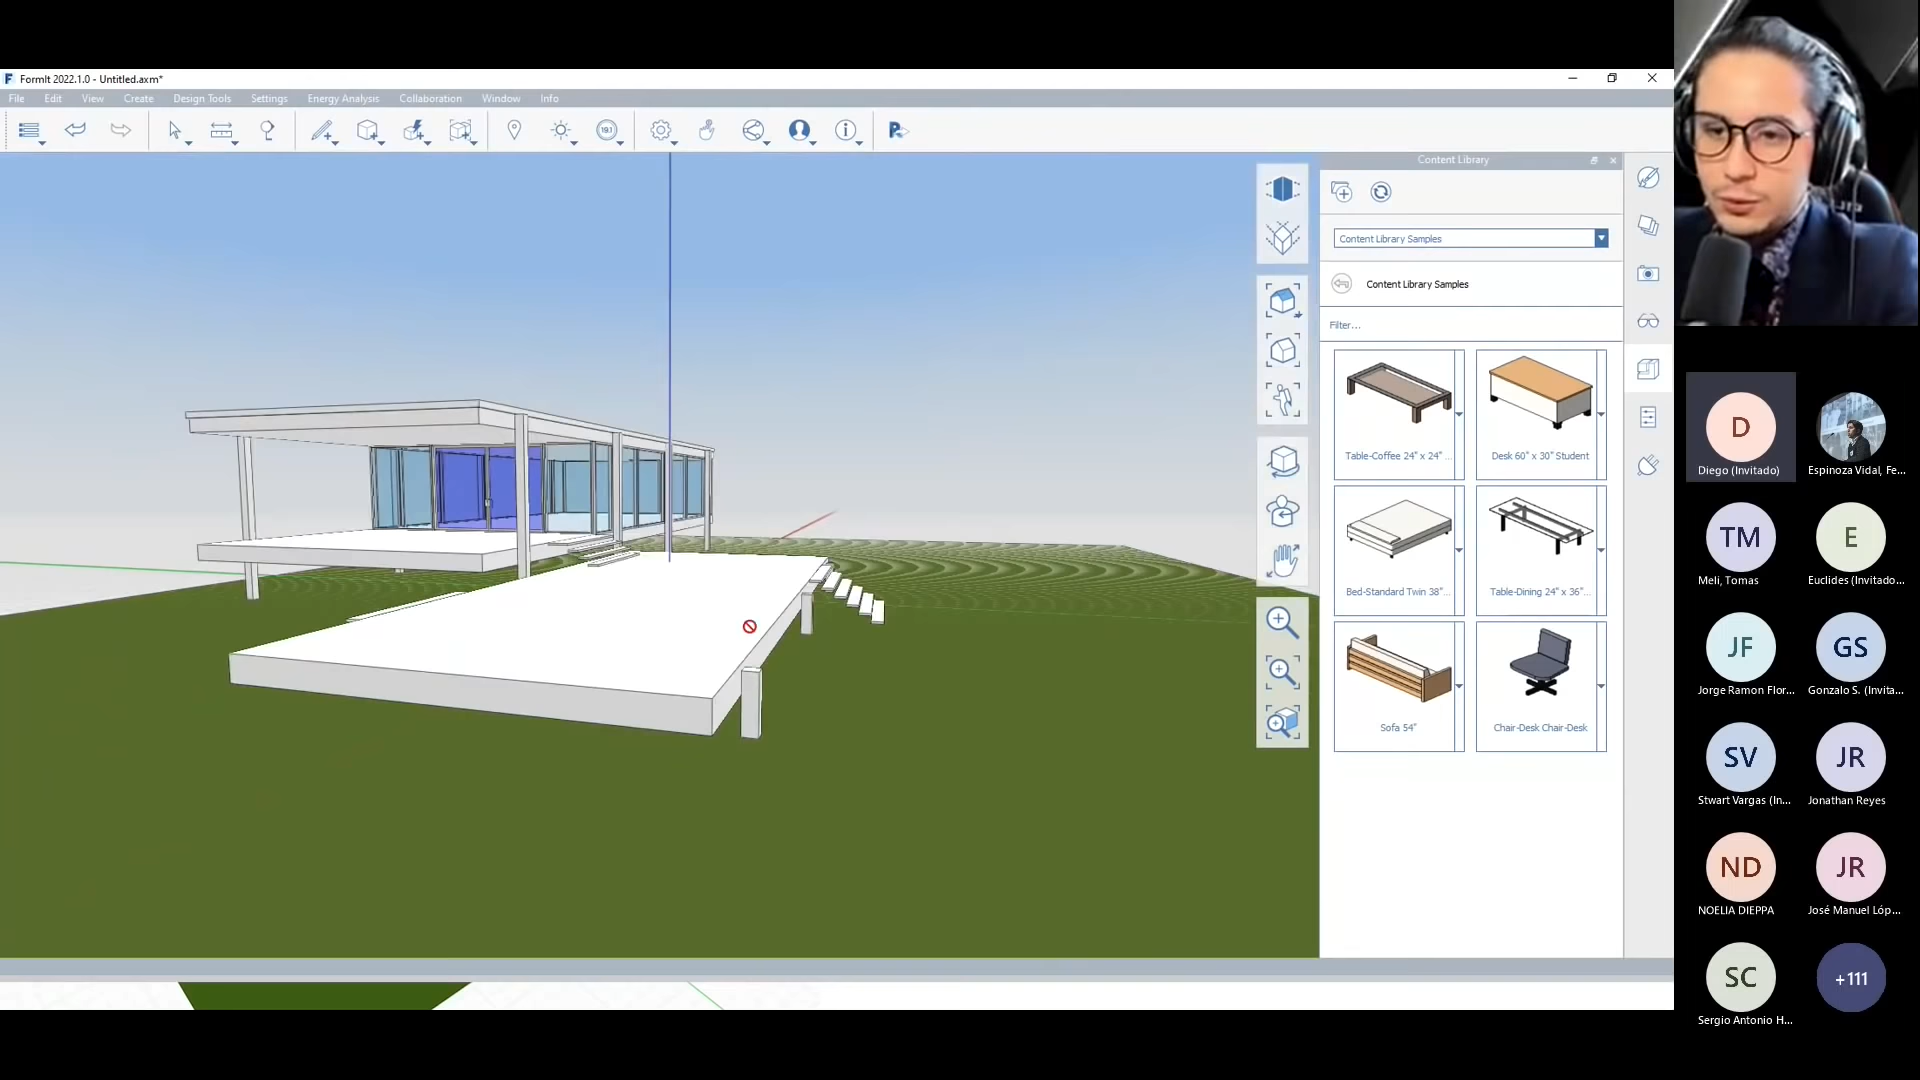 FormIt 2022.1.0 - Untitled.axm*
File Edit View Create Design Tools Settings Energy Analysis Collaboration Window Info
19.1
Content Library
Content Library Samples
Content Library Samples
Filter...
Table-Coffee 24" x 24" ...
Desk 60" x 30" Student
Bed-Standard Twin 38"...
Table-Dining 24" x 36"...
Sofa 54"
Chair-Desk Chair-Desk
D
Diego (Invitado)
Espinoza Vidal, Fe...
TM
Meli, Tomas
E
Euclides (Invitado...
JF
Jorge Ramon Flor...
GS
Gonzalo S. (Invita...
SV
Stwart Vargas (In...
JR
Jonathan Reyes
ND
NOELIA DIEPPA
JR
José Manuel Lóp...
SC
Sergio Antonio H...
+111